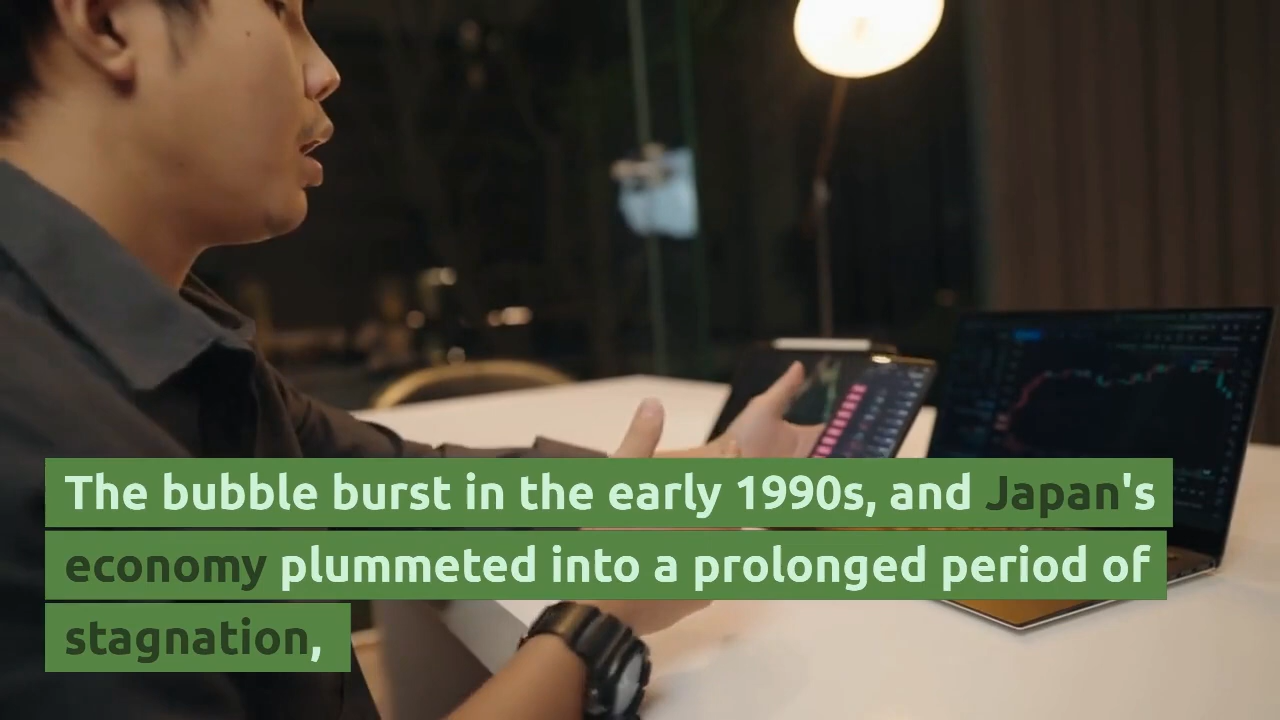 The bubble burst in the early 1990s, and Japan's
economy plummeted into a prolonged period of
stagnation,